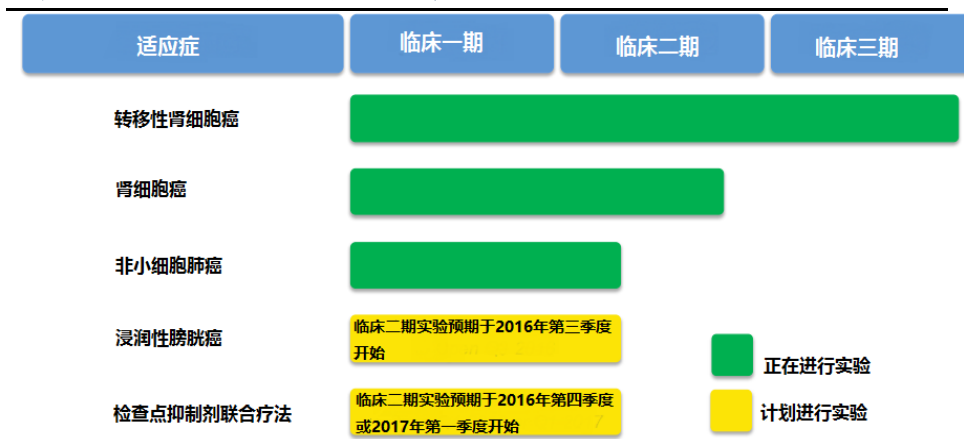 适应症
临床一期
临床二期
临床三期
转移性肾细胞癌
肾细胞癌
非小细胞肺癌
浸润性膀胱癌
临床二期实验预期于2016年第三季度
开始
检查点抑制剂联合疗法
临床二期实验预期于2016年第四季度
或2017年第一季度开始
7
正在进行实验
计划进行实验